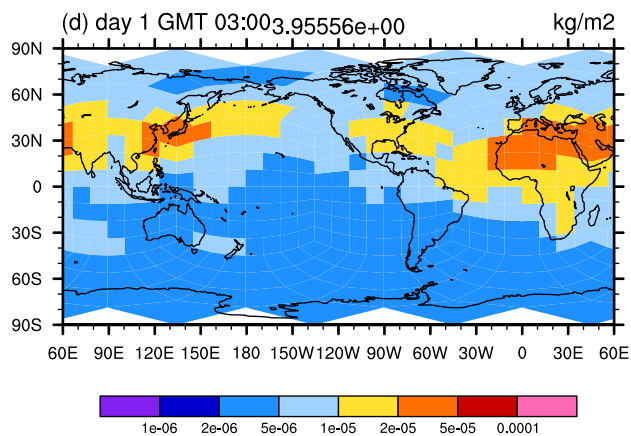 (d) day 1 GMT 03:00 3.95556e+00 kg/m2
90N
60N
30N
0
30S
60S
90S
60E 90E 120E 150E 180 150W 120W 90W 60W 30W 0 30E 60E
1e-06 2e-06 5e-06 1e-05 2e-05 5e-05 0.0001